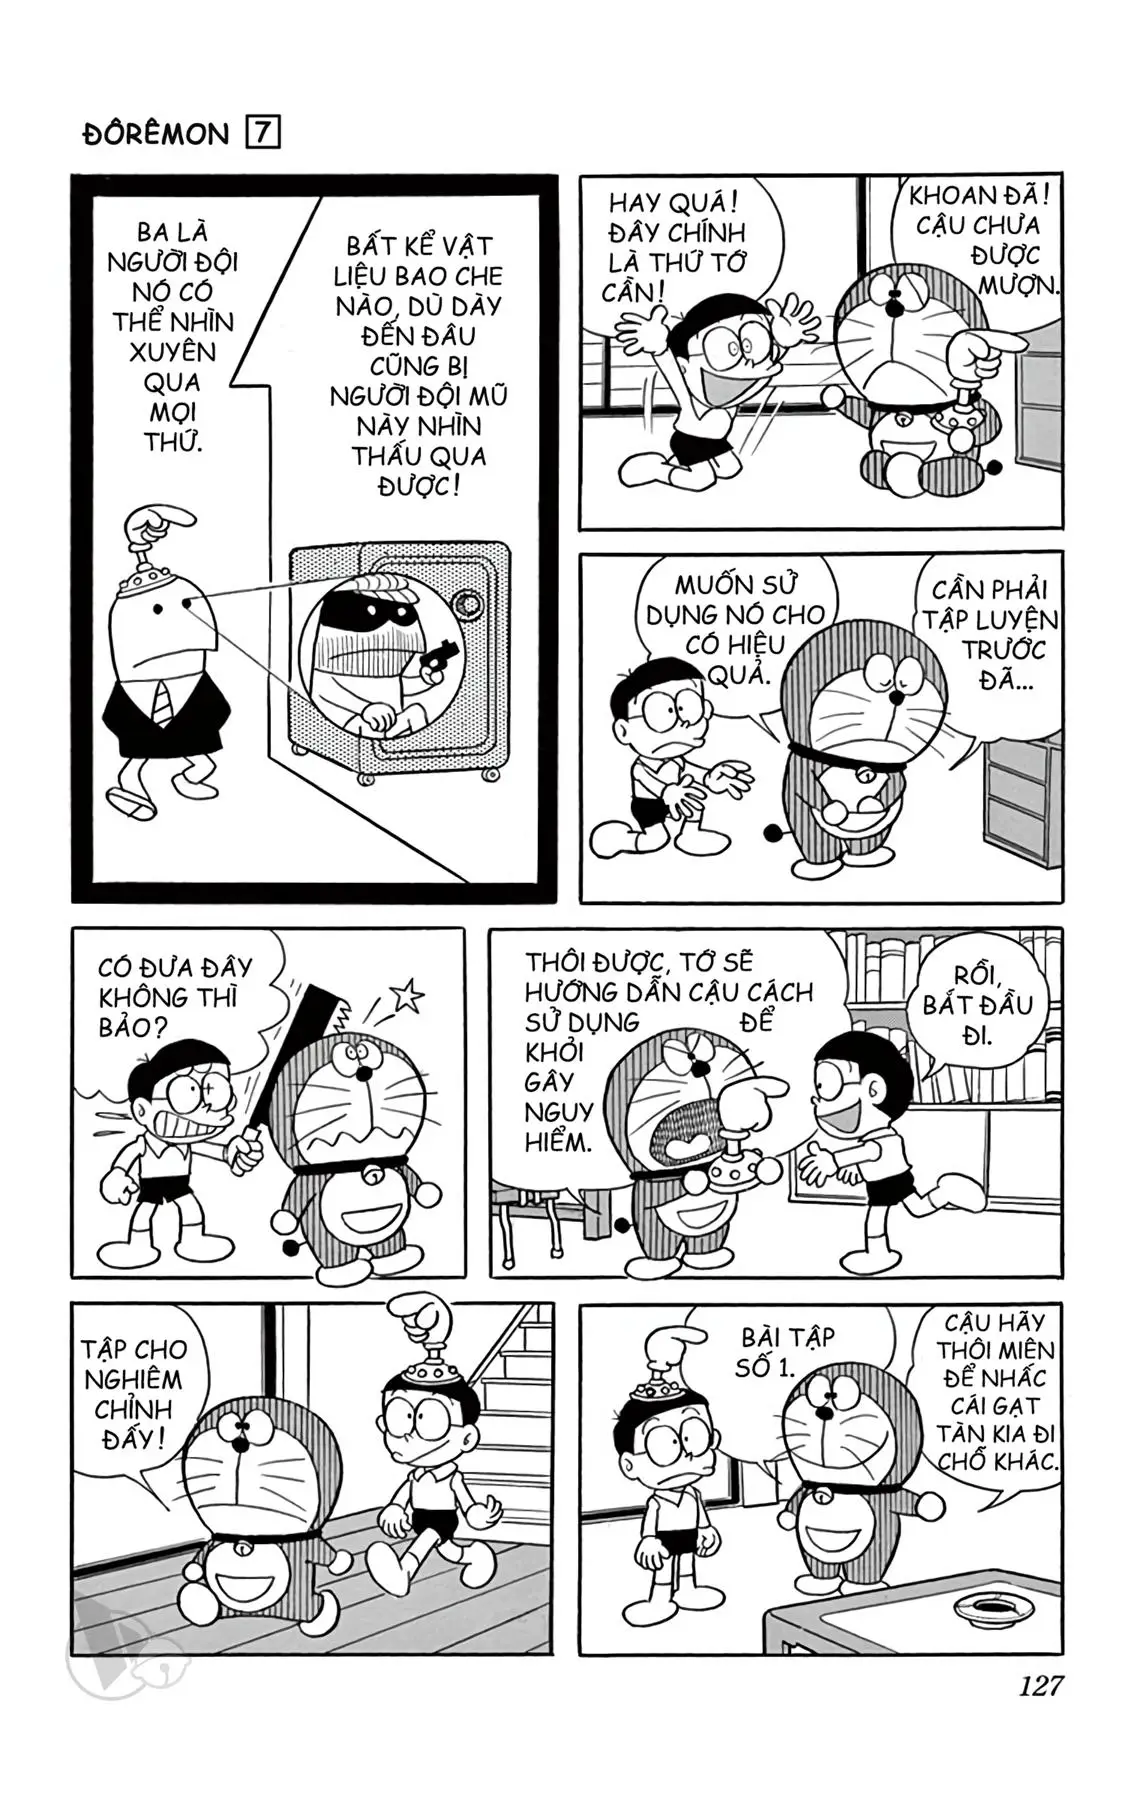 ĐÔRÊMON 7
BA LÀ
NGƯỜI ĐỘI
NÓ CÓ
THỂ NHÌN
XUYÊN
QUA
MỌI
THỨ.
BẤT KỂ VẬT
LIỆU BAO CHE
NÀO, DÙ DÀY
ĐẾN ĐÂU
CŨNG BỊ
NGƯỜI ĐỘI MŨ
NÀY NHÌN
THẤU QUA
ĐƯỢC!
HAY QUÁ!
ĐÂY CHÍNH
LÀ THỨ TỚ
CẦN!
KHOAN ĐÃ!
CẬU CHƯA
ĐƯỢC
MƯỢN.
MUỐN SỬ
DỤNG NÓ CHO
CÓ HIỆU
QUẢ.
CẦN PHẢI
TẬP LUYỆN
TRƯỚC
ĐÃ...
CÓ ĐƯA ĐÂY
KHÔNG THÌ
BẢO?
THÔI ĐƯỢC, TỚ SẼ
HƯỚNG DẪN CẬU CÁCH
SỬ DỤNG ĐỂ
KHỎI
GÂY
NGUY
HIỂM.
RỒI,
BẮT ĐẦU
ĐI.
TẬP CHO
NGHIÊM
CHỈNH
ĐẤY!
BÀI TẬP
SỐ 1.
CẬU HÃY
THÔI MIÊN
ĐỂ NHẤC
CÁI GẠT
TÀN KIA ĐI
CHỖ KHÁC.
127